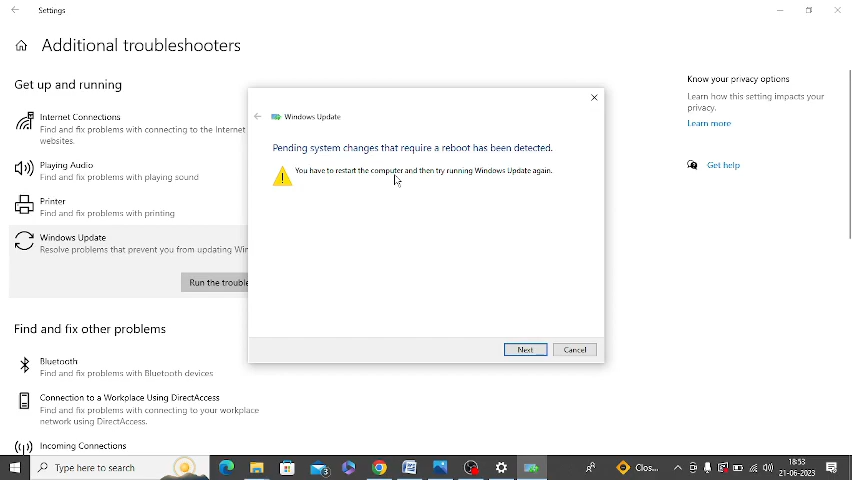 Settings
Additional troubleshooters
Get up and running
Internet Connections
Find and fix problems with connecting to the Internet
websites.
Playing Audio
Find and fix problems with playing sound
Printer
Find and fix problems with printing
Windows Update
Resolve problems that prevent you from updating Win
Run the trouble
Find and fix other problems
Bluetooth
Find and fix problems with Bluetooth devices
Connection to a Workplace Using DirectAccess
Find and fix problems with connecting to your workplace
network using DirectAccess.
Incoming Connections
Windows Update
Pending system changes that require a reboot has been detected.
You have to restart the computer and then try running Windows Update again.
Next Cancel
Know your privacy options
Learn how this setting impacts your
privacy.
Learn more
Get help
Type here to search
3
Clos...
18:53
21-06-2023